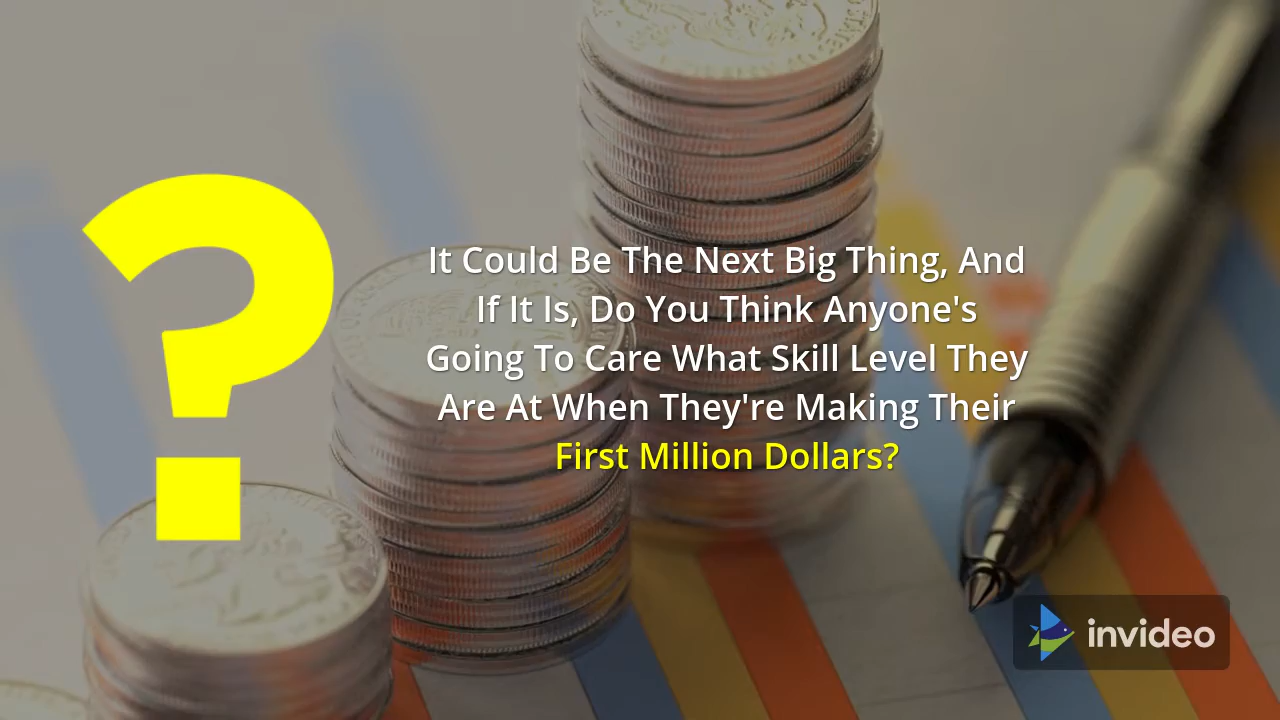 ?
It Could Be The Next Big Thing, And
If It Is, Do You Think Anyone's
Going To Care What Skill Level They
Are At When They're Making Their
First Million Dollars?
invideo